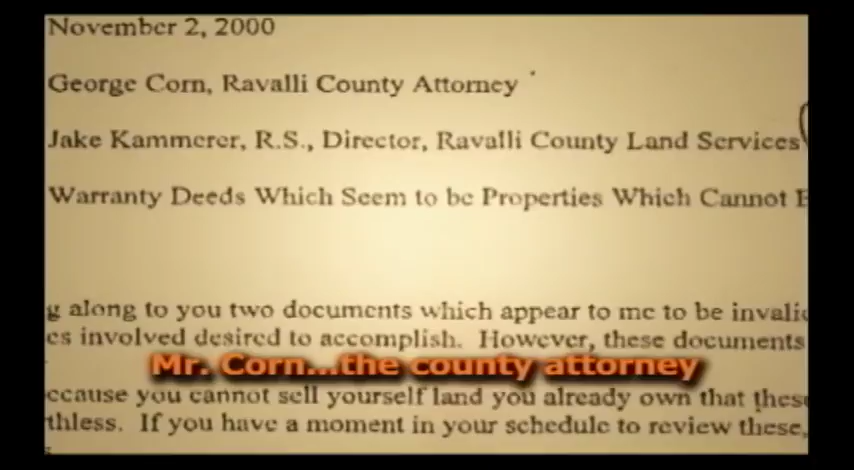 November 2, 2000
George Corn, Ravalli County Attorney
Jake Kammerer, R.S., Director, Ravalli County Land Services
Warranty Deeds Which Seem to be Properties Which Cannot
along to you two documents which appear to me to be
involved desired to accomplish. However, these documents
Mr. Corn...the county attorney
you cannot sell yourself land you already own that
If you have a moment in your schedule to review these,